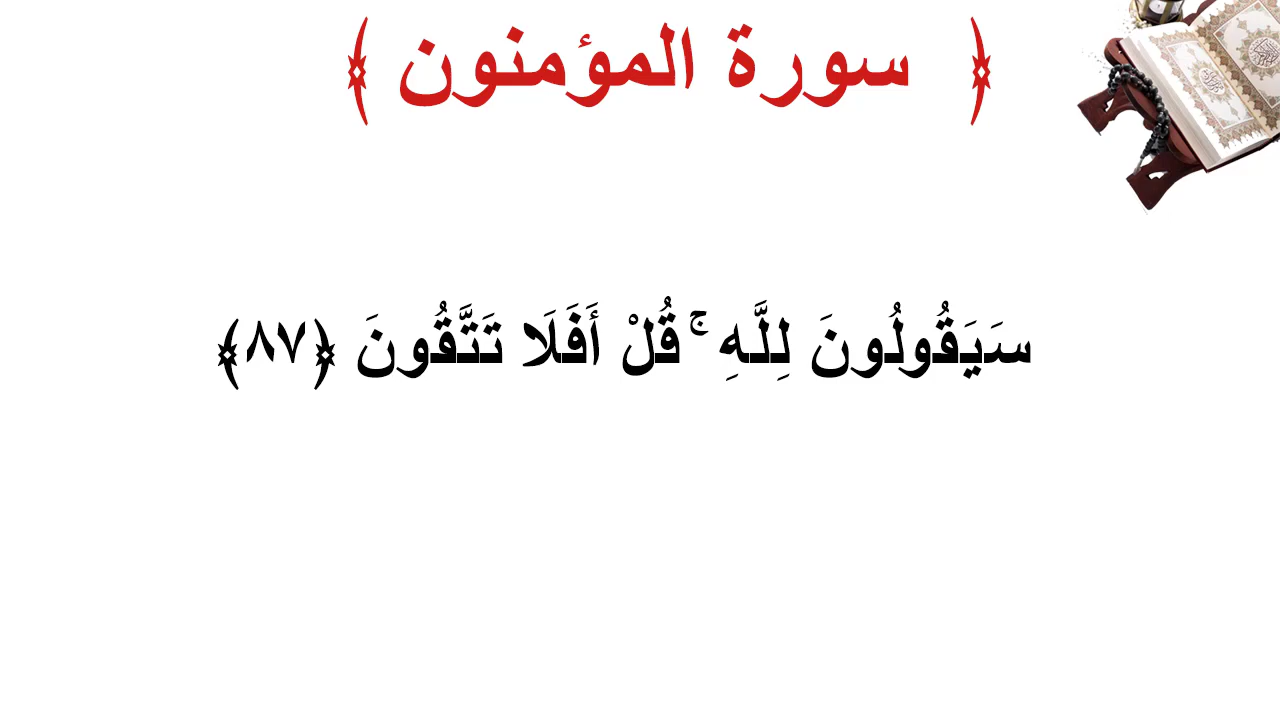 ﴿ سورة المؤمنون ﴾
سَيَقُولُونَ لِلَّهِ ۚ قُلْ أَفَلَا تَتَّقُونَ ﴿٨٧﴾